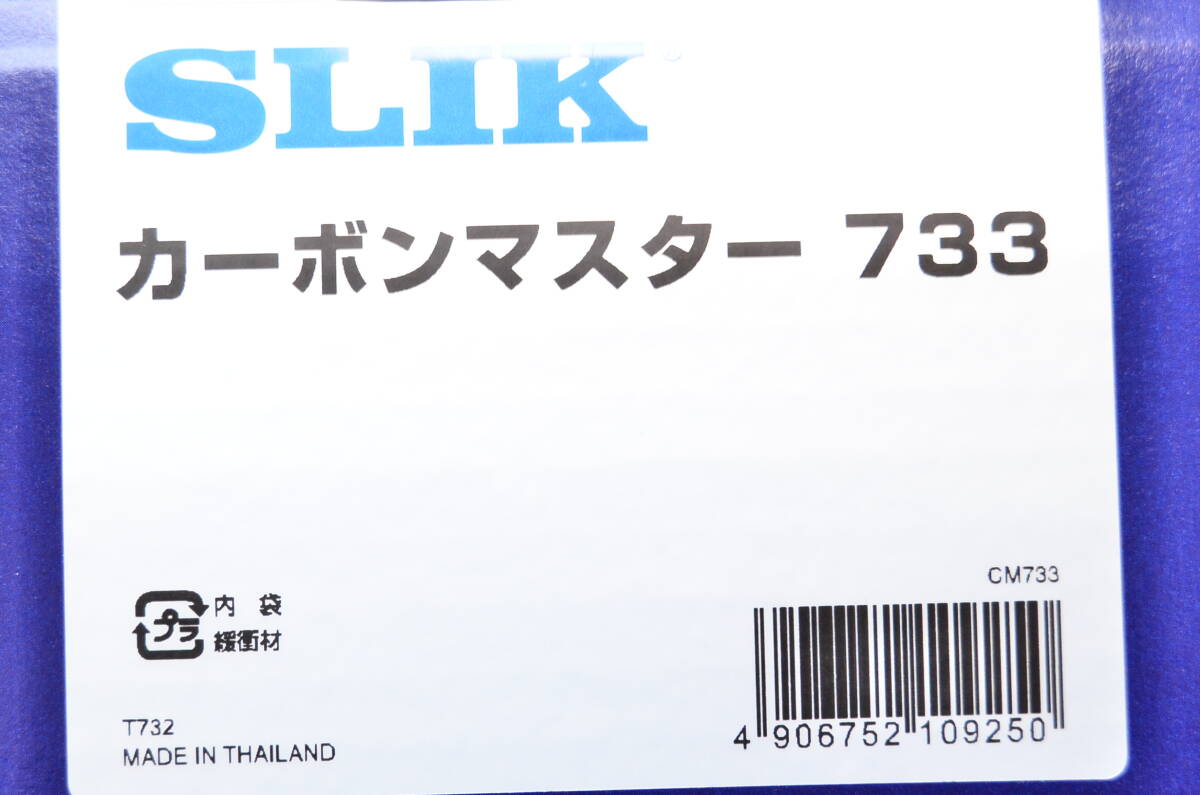 SLIK®
カーボンマスター 733
CM733
プラ 内 袋
緩衝材
T732
MADE IN THAILAND
4 906752 109250